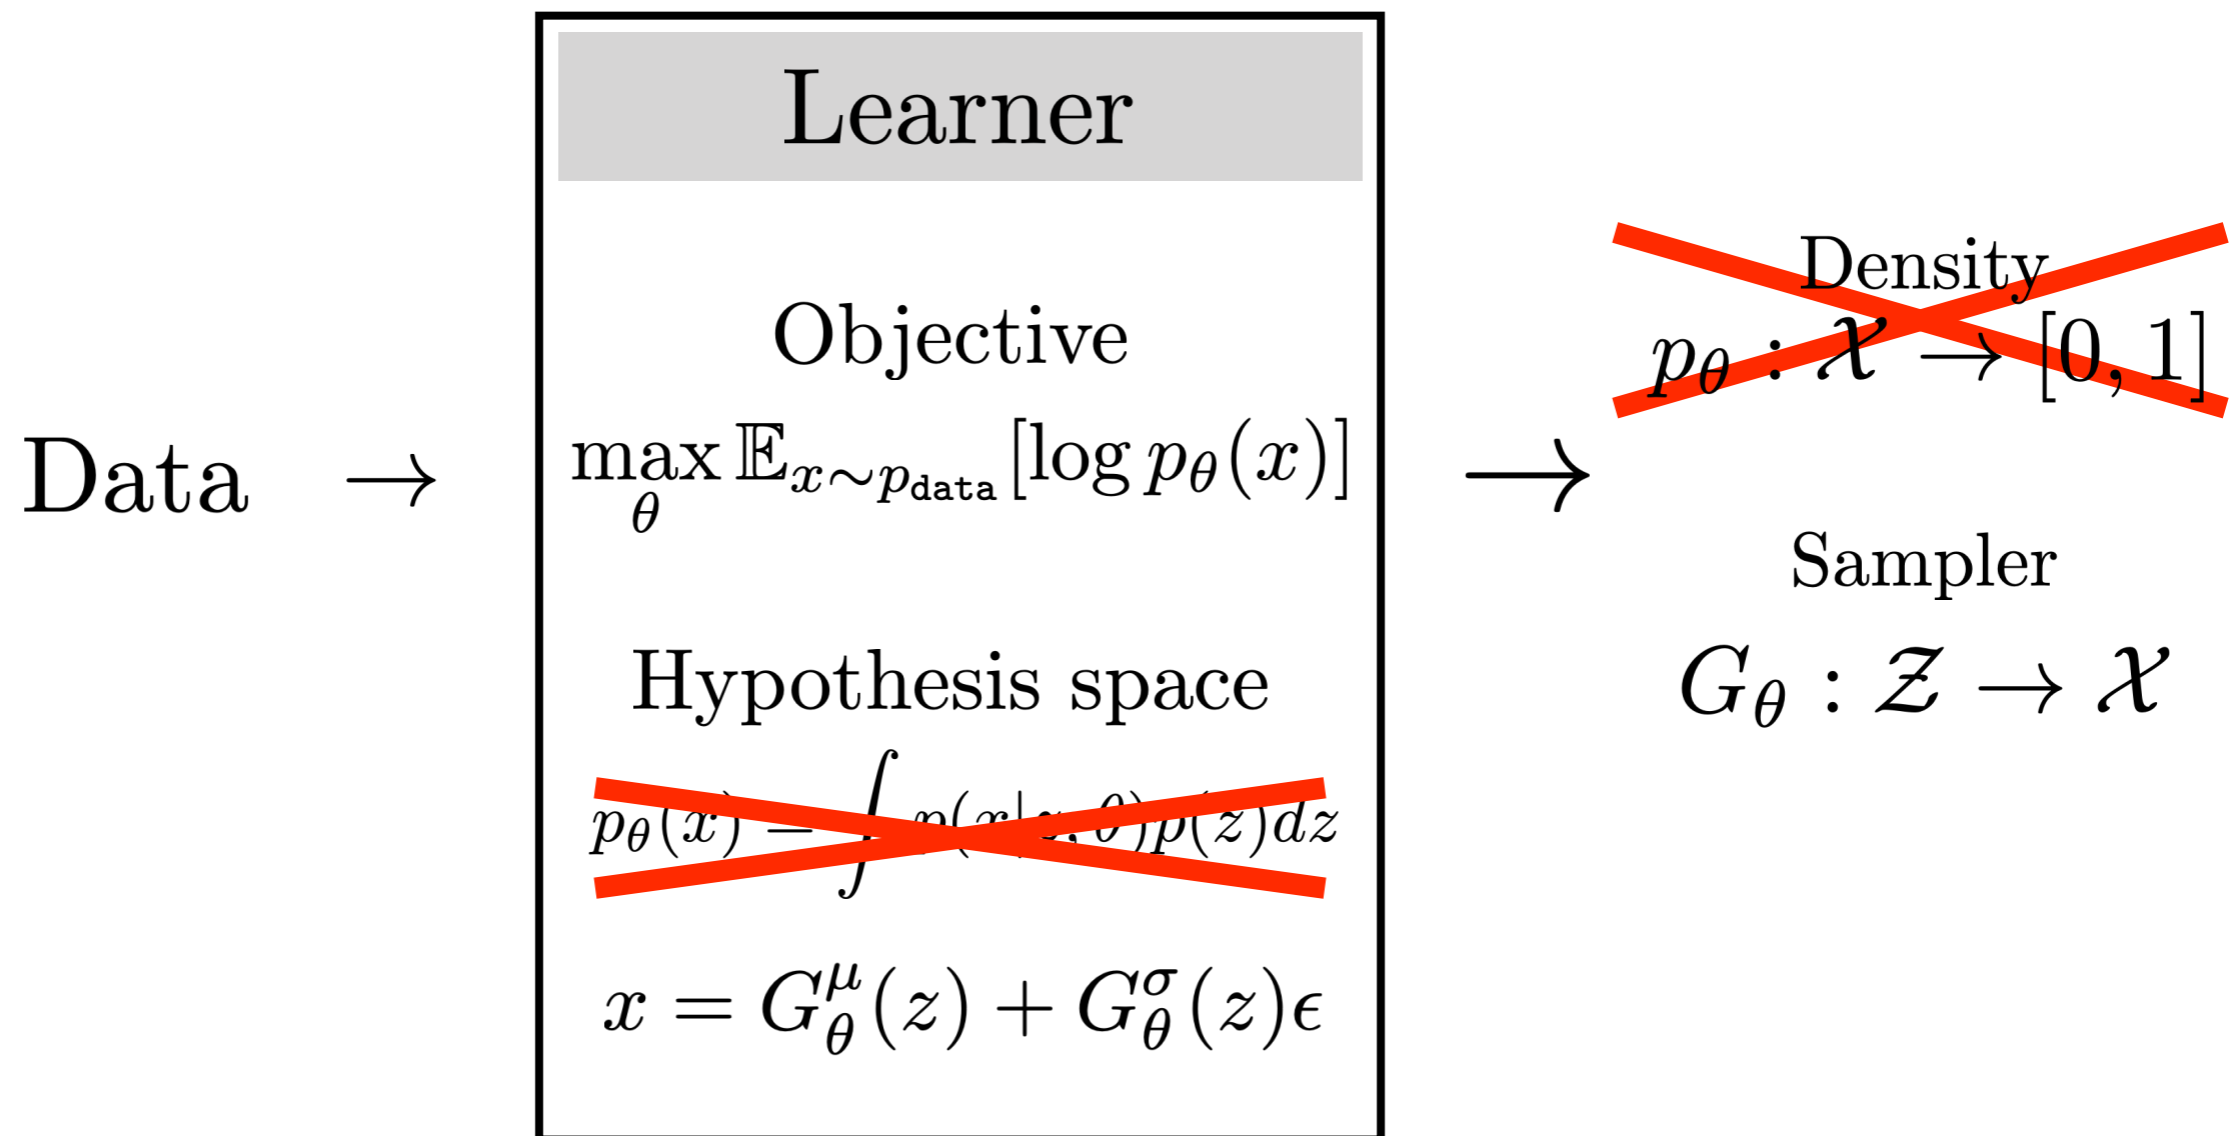 Learner
Objective
Data → max_θ 𝔼_{x∼p_data}[log p_θ(x)] →
Hypothesis space
p_θ(x) = ∫ p(x|z, θ)p(z)dz
x = G_θ^μ(z) + G_θ^σ(z)ϵ
Density
p_θ : 𝒳 → [0, 1]
Sampler
G_θ : 𝒵 → 𝒳